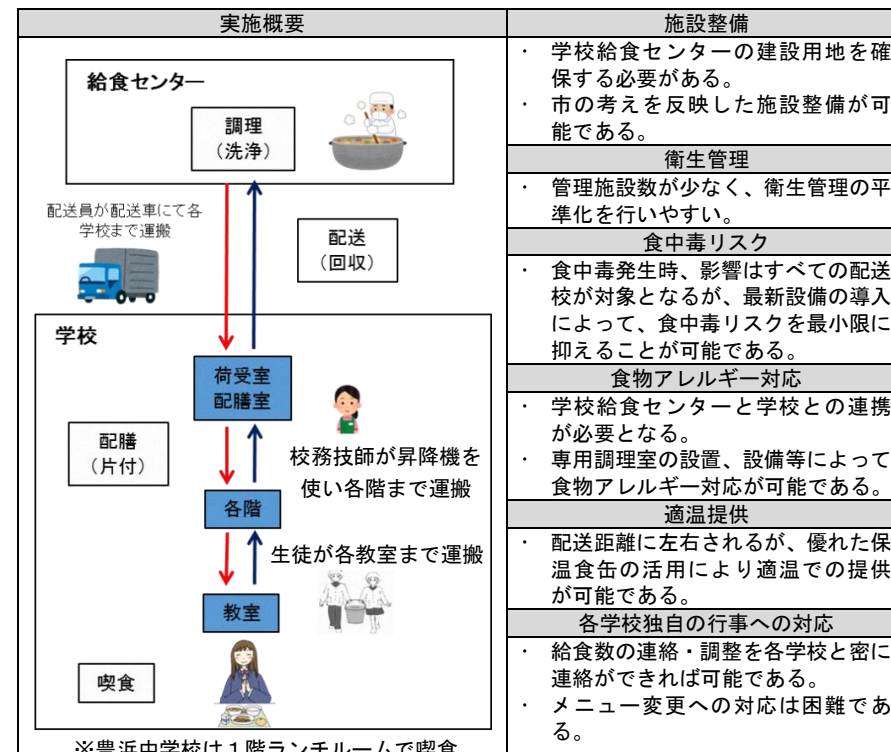 実施概要
給食センター
調理
（洗浄）
配送員が配送車にて各
学校まで運搬
配送
（回収）
学校
荷受室
配膳室
配膳
（片付）
校務技師が昇降機を
使い各階まで運搬
各階
生徒が各教室まで運搬
教室
喫食
※豊浜中学校は１階ランチルームで喫食
施設整備
・ 学校給食センターの建設用地を確
保する必要がある。
・ 市の考えを反映した施設整備が可
能である。
衛生管理
・ 管理施設数が少なく、衛生管理の平
準化を行いやすい。
食中毒リスク
・ 食中毒発生時、影響はすべての配送
校が対象となるが、最新設備の導入
によって、食中毒リスクを最小限に
抑えることが可能である。
食物アレルギー対応
・ 学校給食センターと学校との連携
が必要となる。
・ 専用調理室の設置、設備等によって
食物アレルギー対応が可能である。
適温提供
・ 配送距離に左右されるが、優れた保
温食缶の活用により適温での提供
が可能である。
各学校独自の行事への対応
・ 給食数の連絡・調整を各学校と密に
連絡ができれば可能である。
・ メニュー変更への対応は困難であ
る。